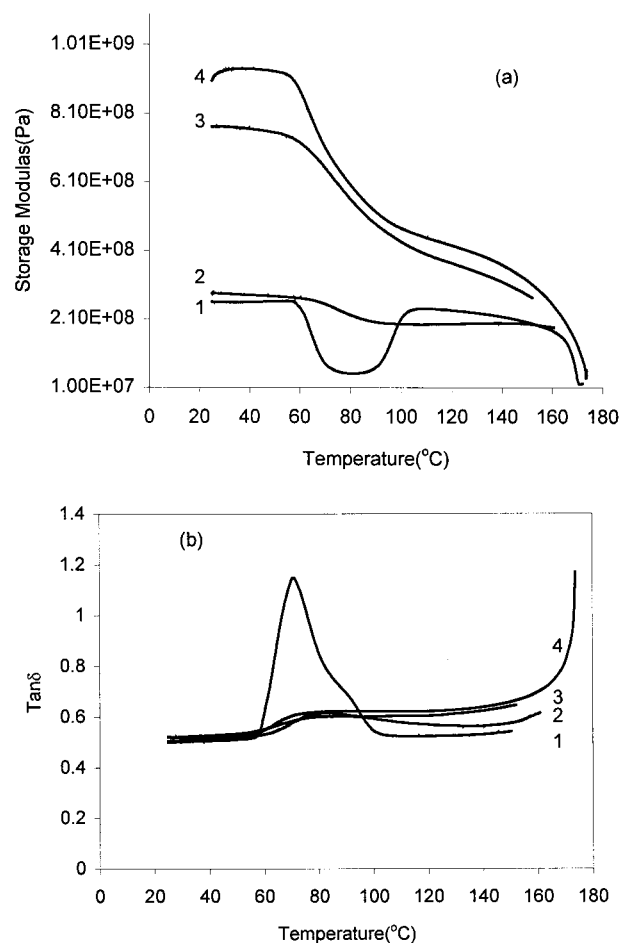 1.01E+09
8.10E+08
6.10E+08
4.10E+08
2.10E+08
1.00E+07
Storage Modulas(Pa)
(a)
4
3
2
1
0 20 40 60 80 100 120 140 160 180
Temperature(°C)
1.4
1.2
1
0.8
0.6
0.4
0.2
0
Tanδ
(b)
4
3
2
1
0 20 40 60 80 100 120 140 160 180
Temperature(°C)